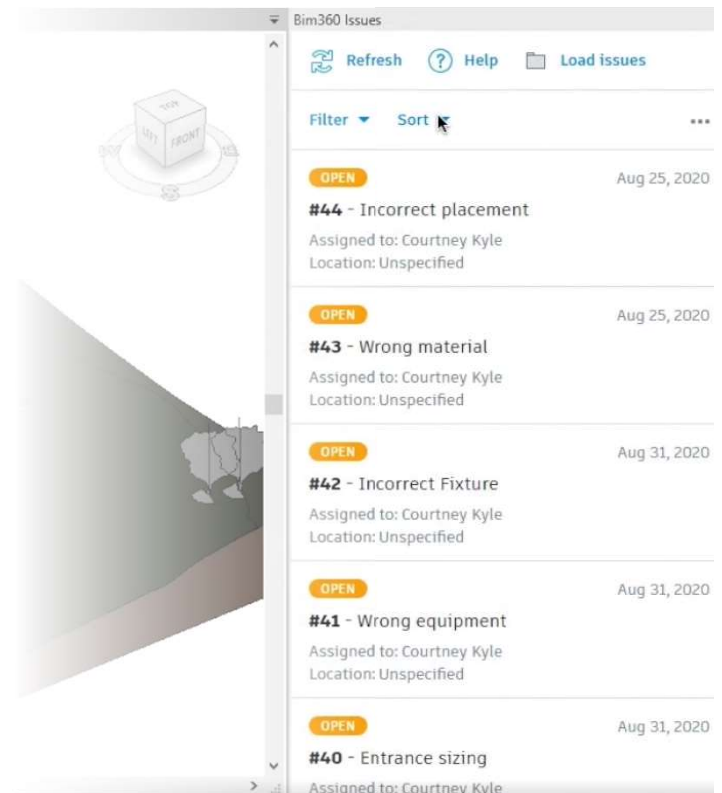 Bim360 Issues
Refresh Help Load issues
Filter Sort
OPEN Aug 25, 2020
#44 - Incorrect placement
Assigned to: Courtney Kyle
Location: Unspecified
OPEN Aug 25, 2020
#43 - Wrong material
Assigned to: Courtney Kyle
Location: Unspecified
OPEN Aug 31, 2020
#42 - Incorrect Fixture
Assigned to: Courtney Kyle
Location: Unspecified
OPEN Aug 31, 2020
#41 - Wrong equipment
Assigned to: Courtney Kyle
Location: Unspecified
OPEN Aug 31, 2020
#40 - Entrance sizing
Assigned to: Courtney Kyle
TOP
LEFT FRONT
S